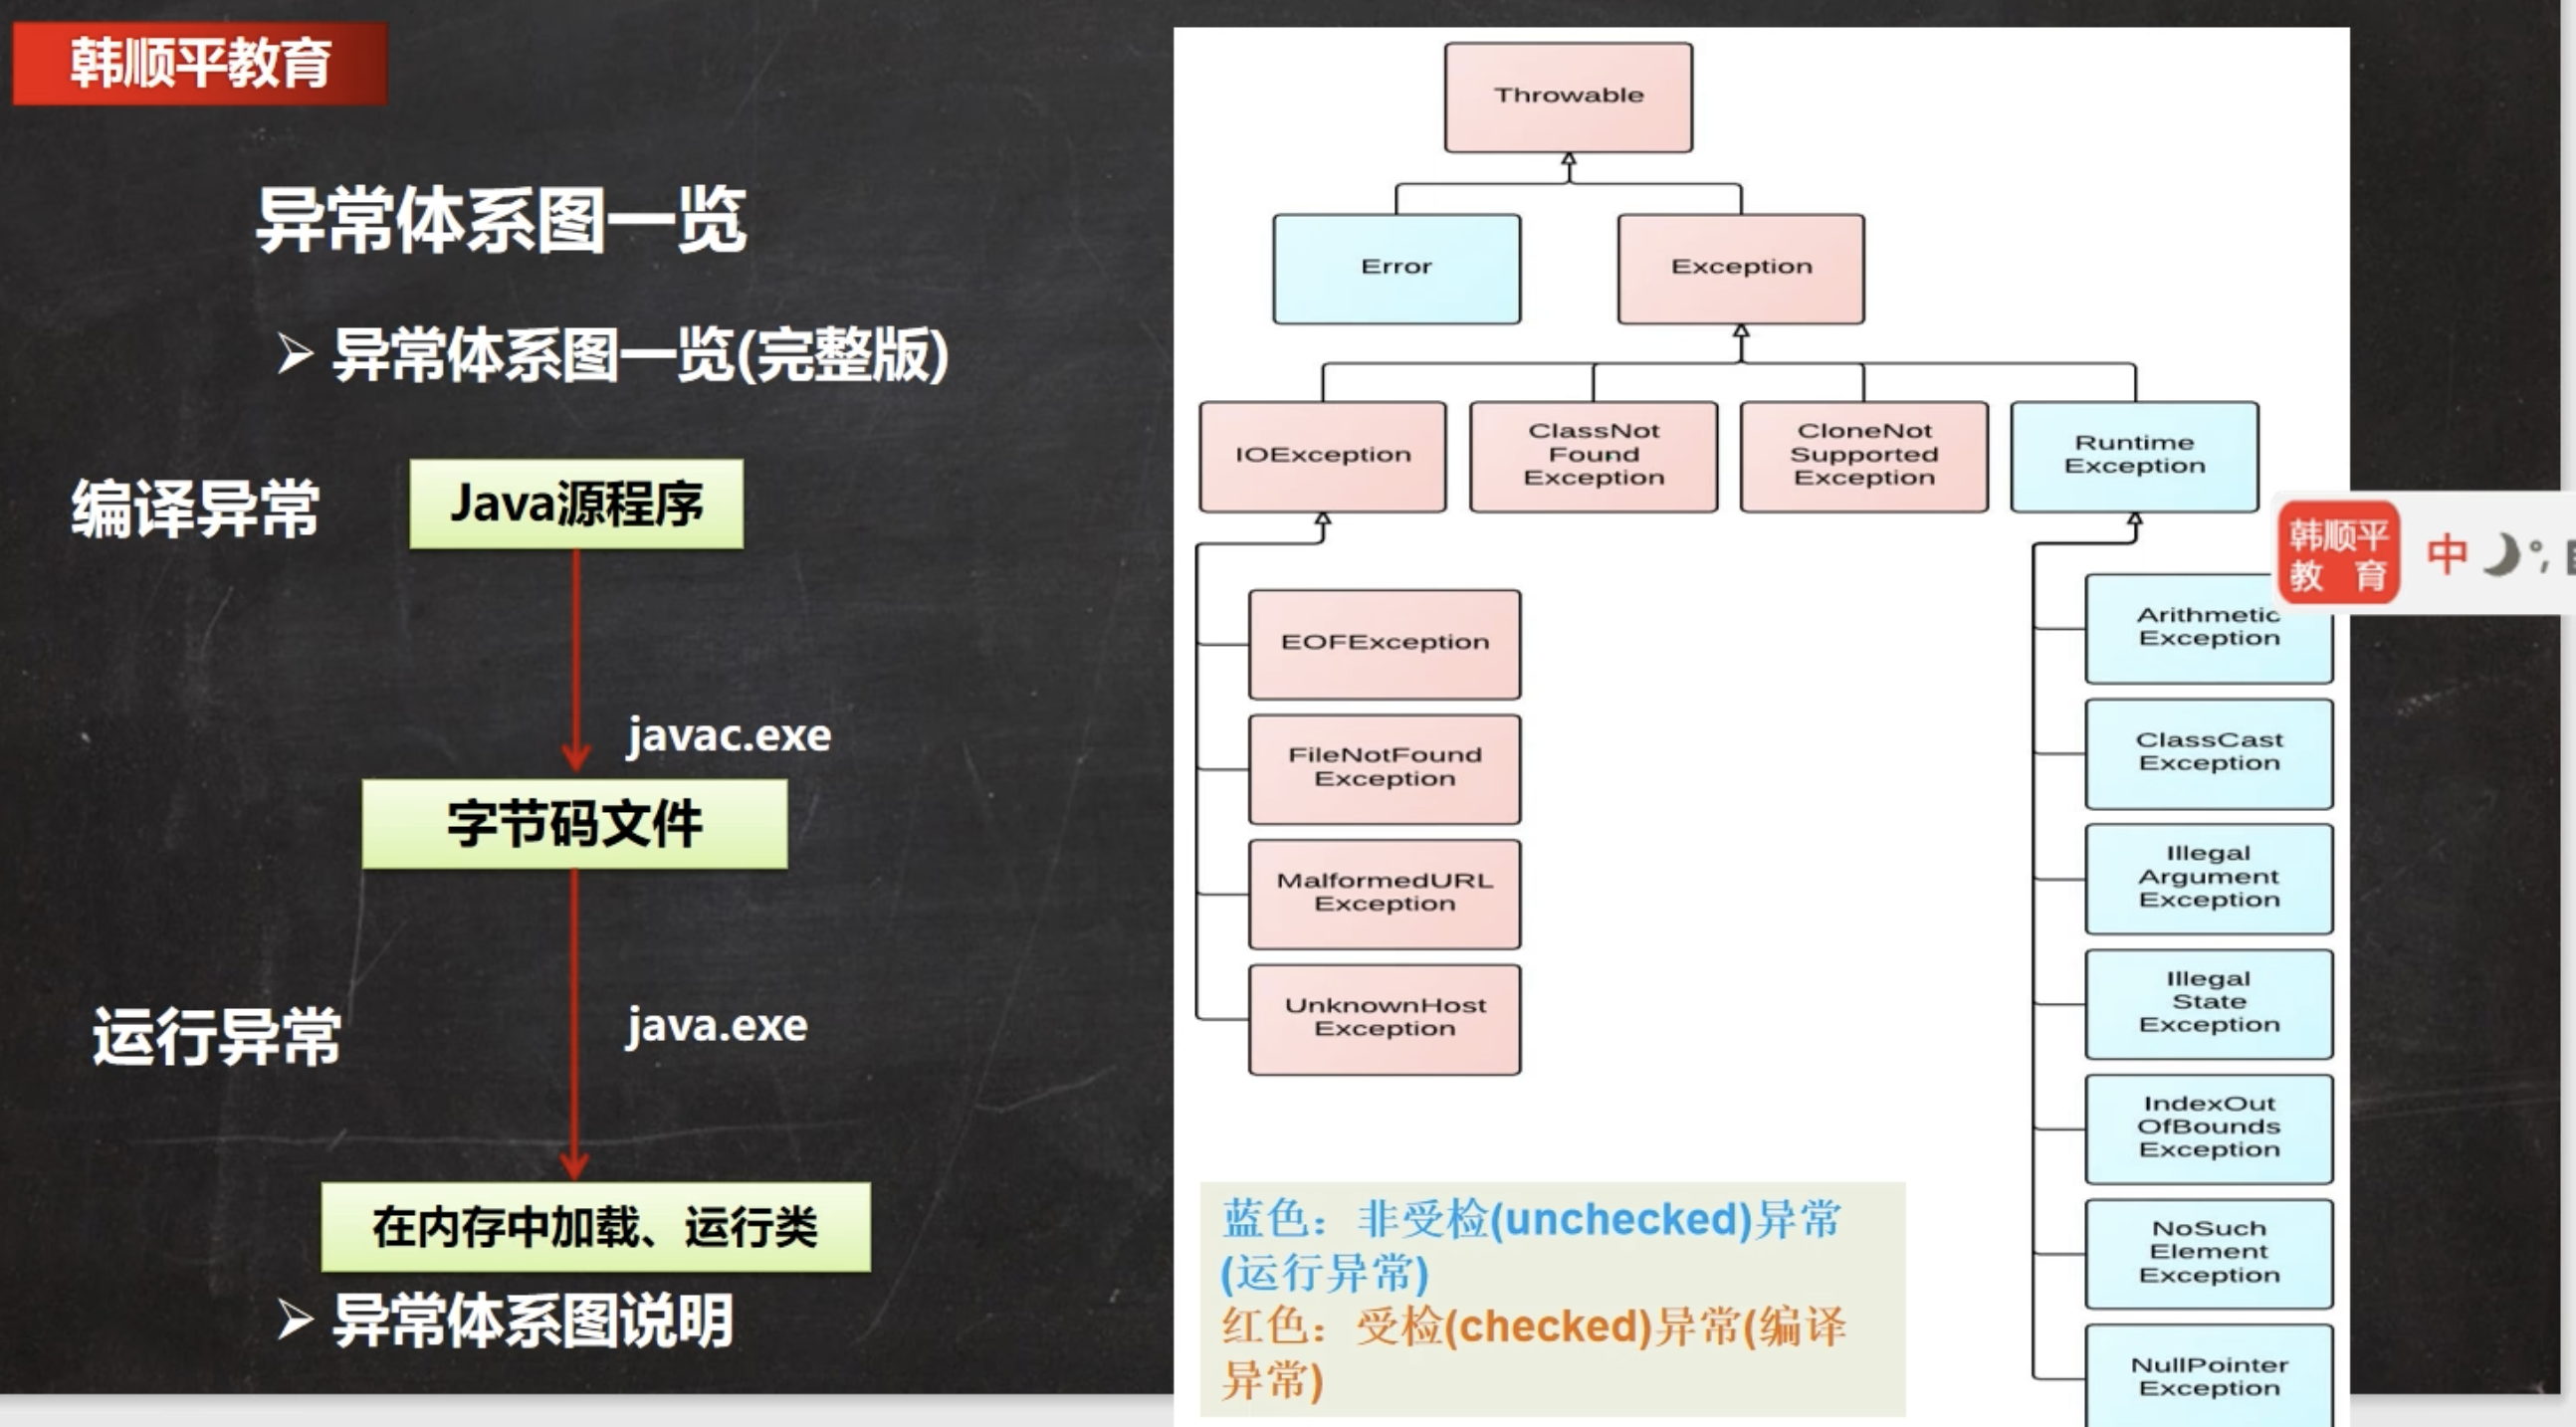 韩顺平教育
异常体系图一览
➢ 异常体系图一览(完整版)
编译异常
Java源程序
javac.exe
字节码文件
运行异常
java.exe
在内存中加载、运行类
➢ 异常体系图说明
Throwable
Error
Exception
IOException
ClassNot
Found
Exception
CloneNot
Supported
Exception
Runtime
Exception
EOFException
FileNotFound
Exception
MalformedURL
Exception
UnknownHost
Exception
Arithmetic
Exception
ClassCast
Exception
Illegal
Argument
Exception
Illegal
State
Exception
IndexOut
OfBounds
Exception
NoSuch
Element
Exception
NullPointer
Exception
蓝色：非受检(unchecked)异常
(运行异常)
红色：受检(checked)异常(编译
异常)
韩顺平
教 育
中